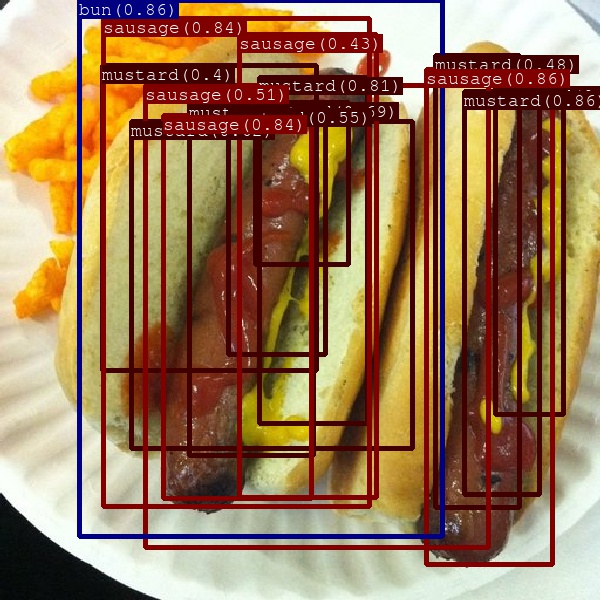 bun(0.86)
sausage(0.84)
sausage(0.43)
mustard(0.48)
mustard(0.4)
sausage(0.86)
mustard(0.81)
sausage(0.51)
mustard(0.86)
(0.55)
sausage(0.84)